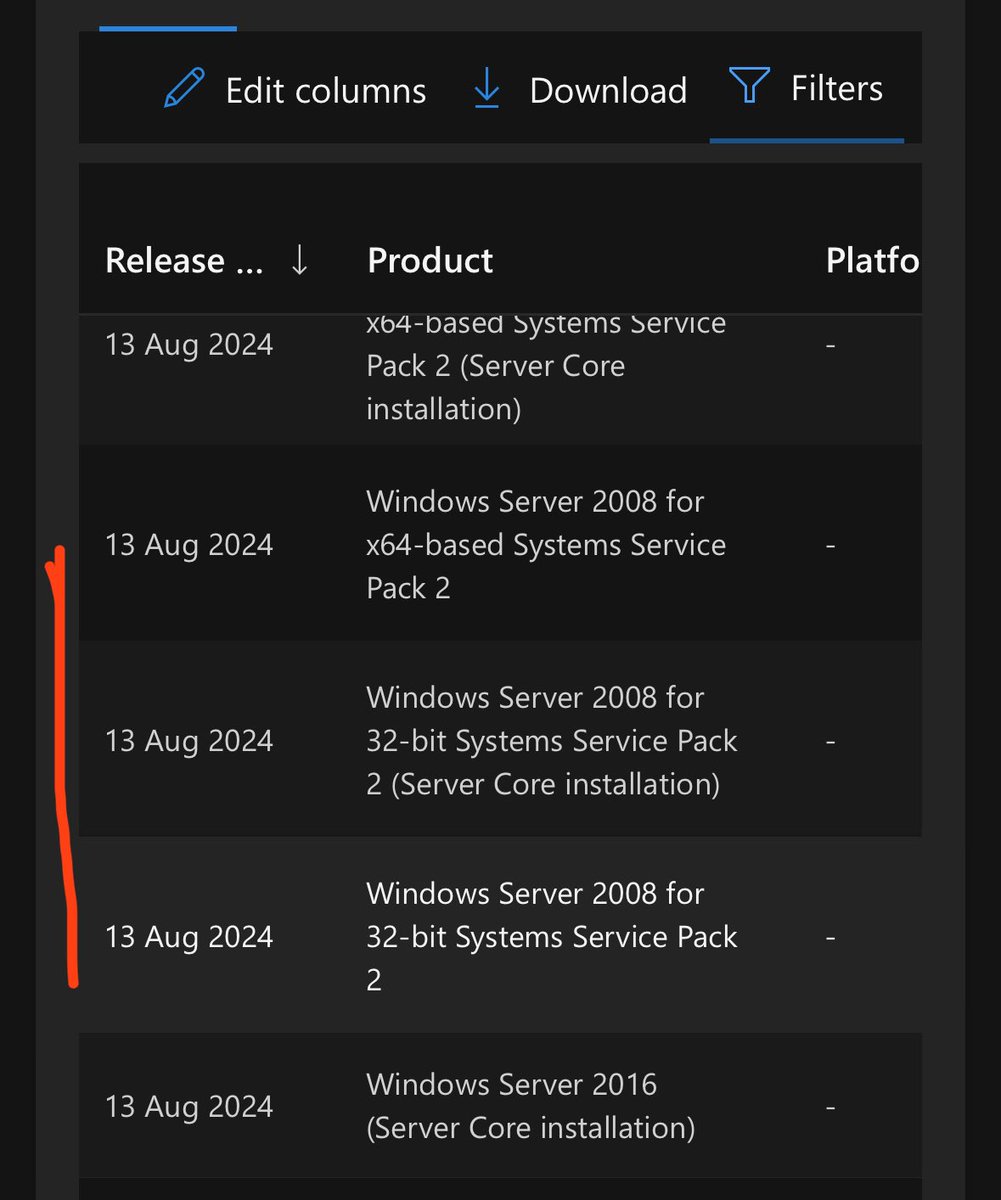 Edit columns
Download
Filters
Release ...
Product
Platfo
13 Aug 2024
x64-based Systems Service
Pack 2 (Server Core
installation)
-
13 Aug 2024
Windows Server 2008 for
x64-based Systems Service
Pack 2
-
13 Aug 2024
Windows Server 2008 for
32-bit Systems Service Pack
2 (Server Core installation)
-
13 Aug 2024
Windows Server 2008 for
32-bit Systems Service Pack
2
-
13 Aug 2024
Windows Server 2016
(Server Core installation)
-